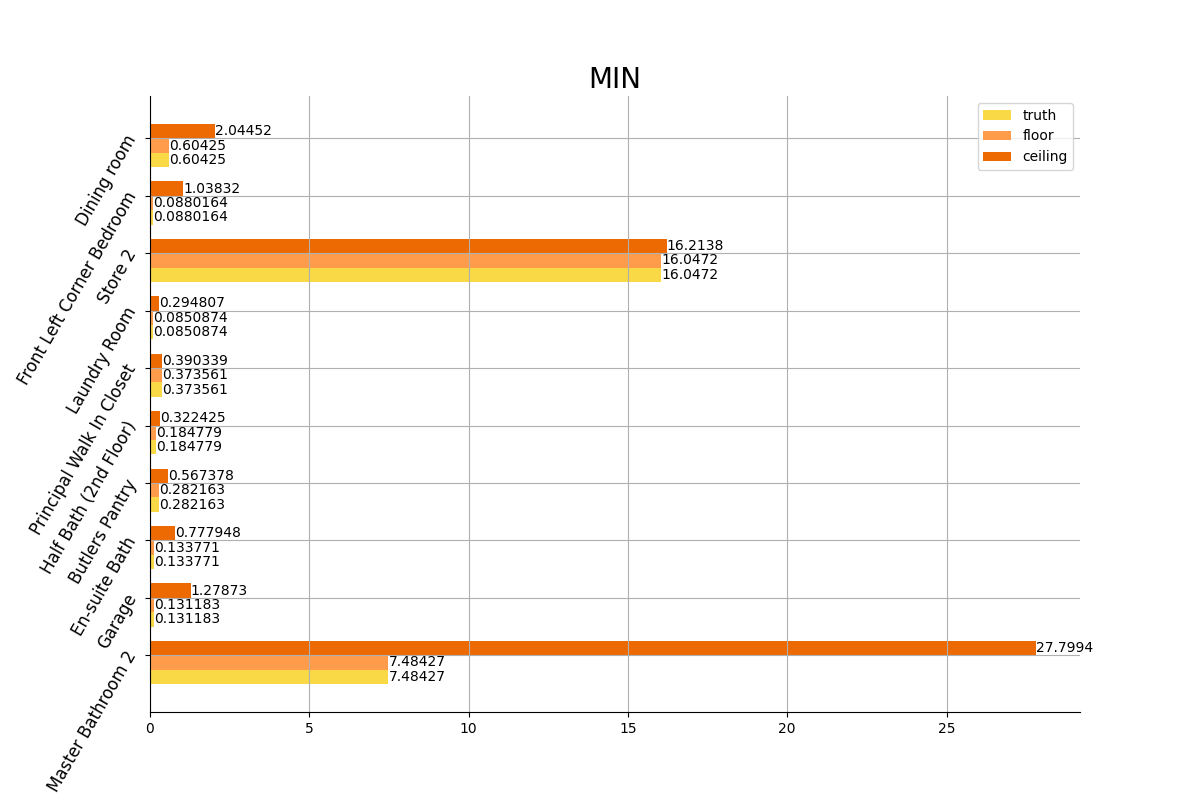 MIN
truth
floor
ceiling
Dining room
2.04452
0.60425
0.60425
Front Left Corner Bedroom
1.03832
0.0880164
0.0880164
Store 2
16.2138
16.0472
16.0472
Laundry Room
0.294807
0.0850874
0.0850874
Principal Walk In Closet
0.390339
0.373561
0.373561
Half Bath (2nd Floor)
0.322425
0.184779
0.184779
Butlers Pantry
0.567378
0.282163
0.282163
En-suite Bath
0.777948
0.133771
0.133771
Garage
1.27873
0.131183
0.131183
Master Bathroom 2
27.7994
7.48427
7.48427
0 5 10 15 20 25